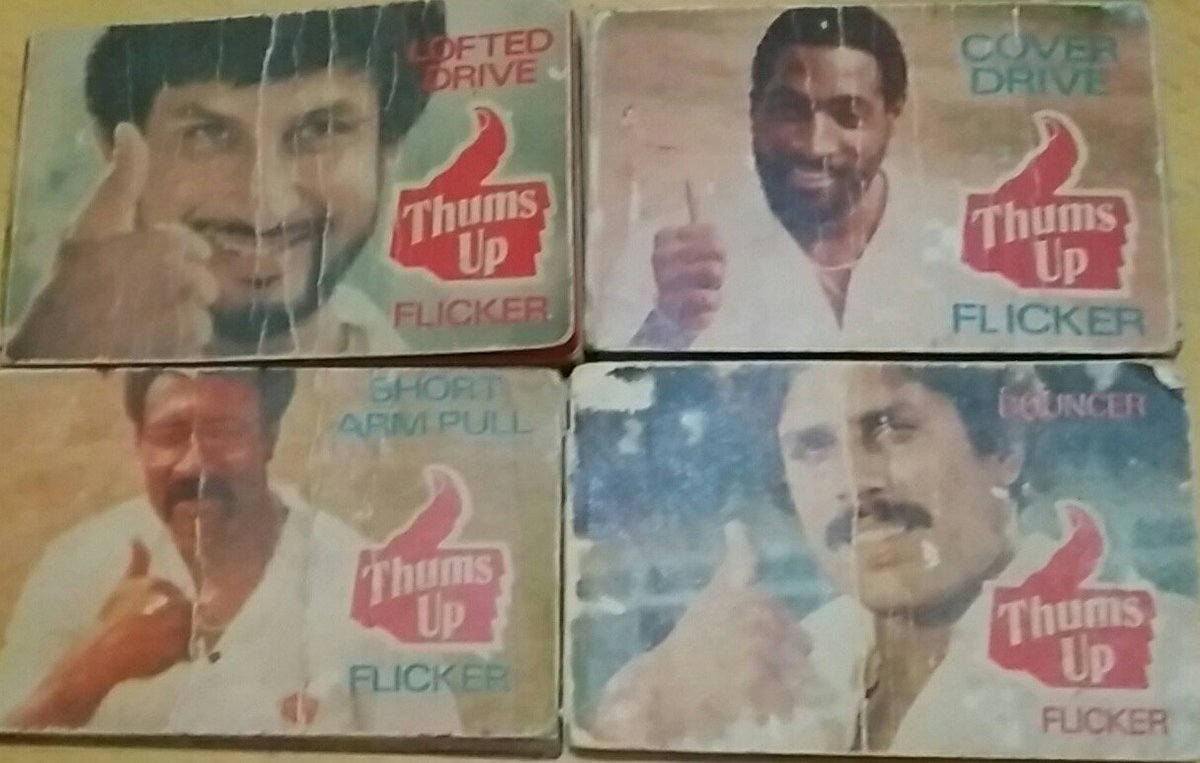 LOFTED
DRIVE
Thums
Up
FLICKER
COVER
DRIVE
Thums
Up
FLICKER
SHORT
ARM PULL
Thums
Up
FLICKER
BOUNCER
Thums
Up
FLICKER